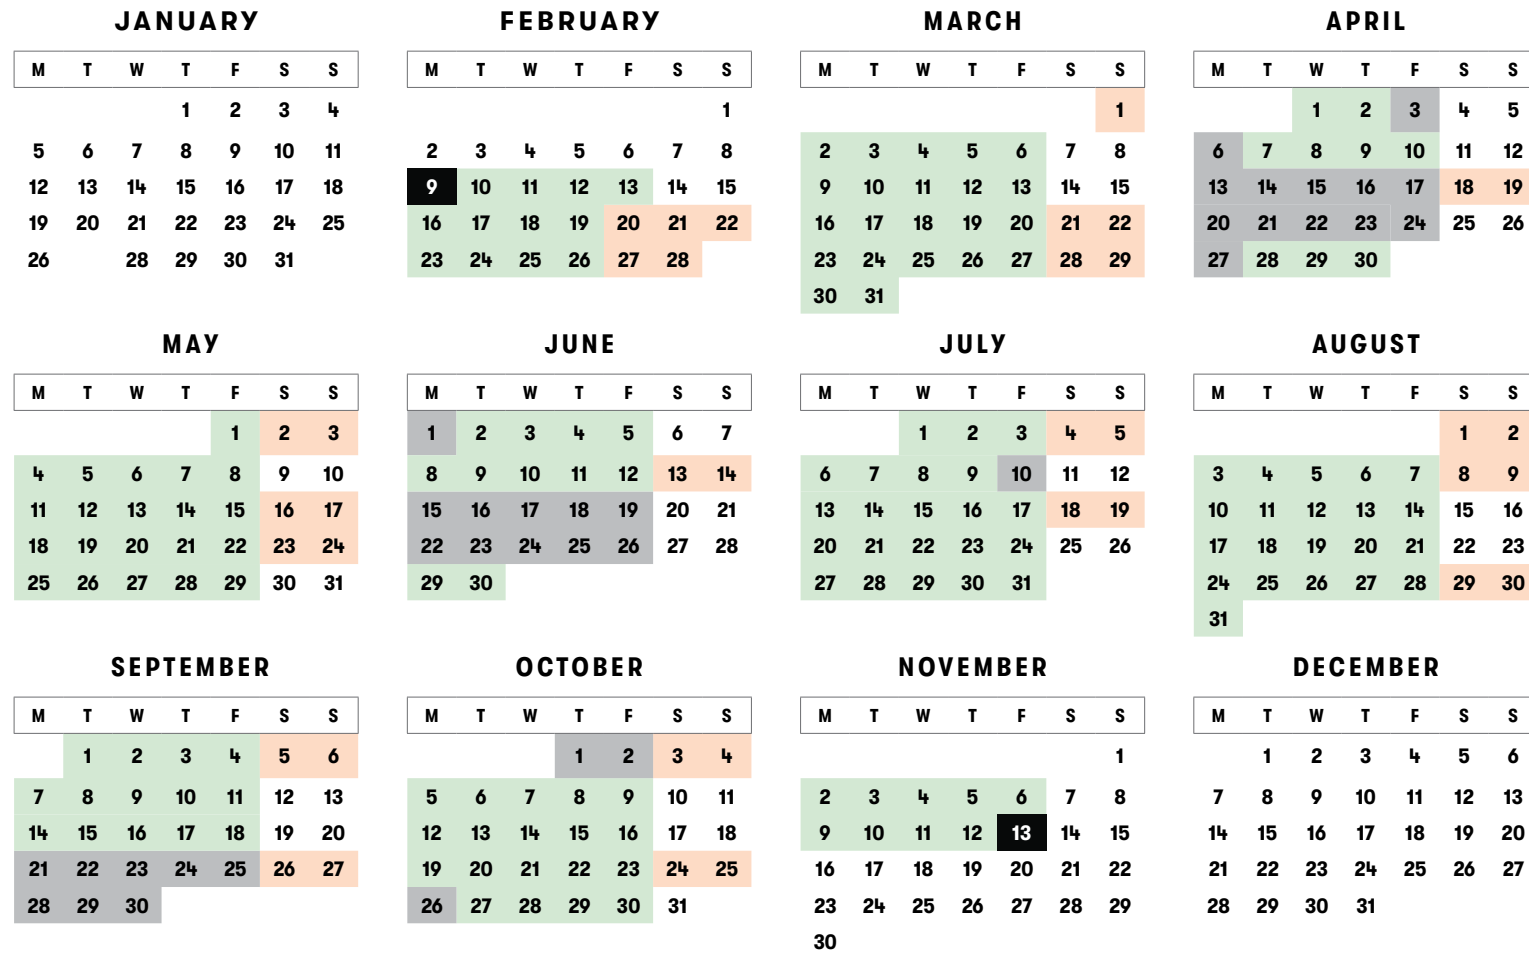 JANUARY FEBRUARY MARCH APRIL
M T W T F S S M T W T F S S M T W T F S S M T W T F S S
1 2 3 4 1 1 1 2 3 4 5
5 6 7 8 9 10 11 2 3 4 5 6 7 8 2 3 4 5 6 7 8 6 7 8 9 10 11 12
12 13 14 15 16 17 18 9 10 11 12 13 14 15 9 10 11 12 13 14 15 13 14 15 16 17 18 19
19 20 21 22 23 24 25 16 17 18 19 20 21 22 16 17 18 19 20 21 22 20 21 22 23 24 25 26
26 28 29 30 31 23 24 25 26 27 28 23 24 25 26 27 28 29 27 28 29 30
30 31
MAY JUNE JULY AUGUST
M T W T F S S M T W T F S S M T W T F S S M T W T F S S
1 2 3 1 2 3 4 5 6 7 1 2 3 4 5 1 2
4 5 6 7 8 9 10 8 9 10 11 12 13 14 6 7 8 9 10 11 12 3 4 5 6 7 8 9
11 12 13 14 15 16 17 15 16 17 18 19 20 21 13 14 15 16 17 18 19 10 11 12 13 14 15 16
18 19 20 21 22 23 24 22 23 24 25 26 27 28 20 21 22 23 24 25 26 17 18 19 20 21 22 23
25 26 27 28 29 30 31 29 30 27 28 29 30 31 24 25 26 27 28 29 30
31
SEPTEMBER OCTOBER NOVEMBER DECEMBER
M T W T F S S M T W T F S S M T W T F S S M T W T F S S
1 2 3 4 5 6 1 2 3 4 1 1 2 3 4 5 6
7 8 9 10 11 12 13 5 6 7 8 9 10 11 2 3 4 5 6 7 8 7 8 9 10 11 12 13
14 15 16 17 18 19 20 12 13 14 15 16 17 18 9 10 11 12 13 14 15 14 15 16 17 18 19 20
21 22 23 24 25 26 27 19 20 21 22 23 24 25 16 17 18 19 20 21 22 21 22 23 24 25 26 27
28 29 30 26 27 28 29 30 31 23 24 25 26 27 28 29 28 29 30 31
30